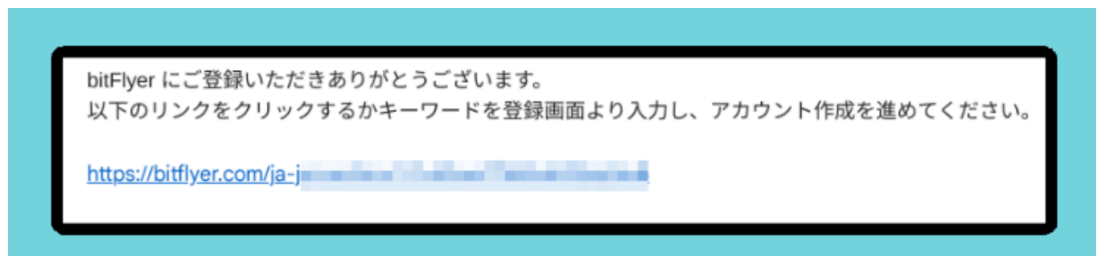 bitFlyer にご登録いただきありがとうございます。
以下のリンクをクリックするかキーワードを登録画面より入力し、アカウント作成を進めてください。
https://bitflyer.com/ja-j